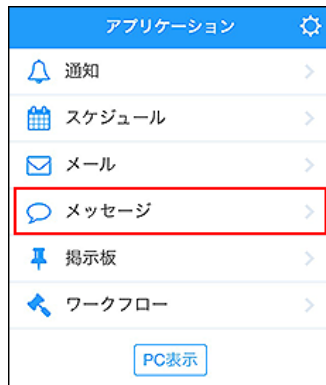 アプリケーション
通知
スケジュール
メール
メッセージ
掲示板
ワークフロー
PC表示